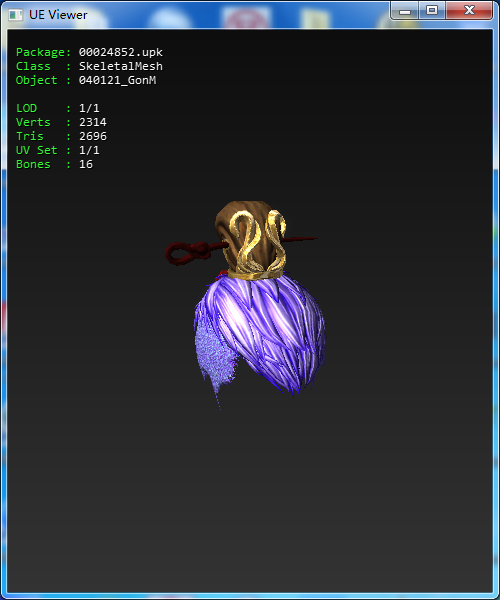 UE Viewer
Package: 00024852.upk
Class : SkeletalMesh
Object : 040121_GonM
LOD : 1/1
Verts : 2314
Tris : 2696
UV Set : 1/1
Bones : 16